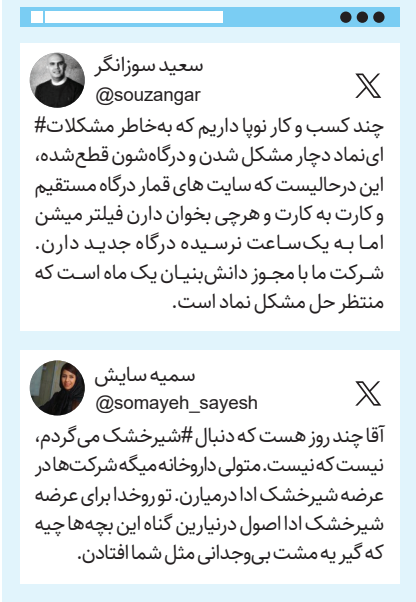 سعید سوزانگر
@souzangar
چند کسب و کار نوپا داریم که به‌خاطر مشکلات#
ای‌نماد دچار مشکل شدن و درگاه‌شون قطع‌شده،
این درحالیست که سایت های قمار درگاه مستقیم
و کارت به کارت و هرچی بخوان دارن فیلتر میشن
اما به یک‌ساعت نرسیده درگاه جدید دارن.
شرکت ما با مجوز دانش‌بنیان یک ماه است که
منتظر حل مشکل نماد است.
سمیه سایش
@somayeh_sayesh
آقا چند روز هست که دنبال #شیرخشک می‌گردم،
نیست که نیست. متولی داروخانه میگه شرکت‌ها در
عرضه شیرخشک ادا درمیارن. تو روخدا برای عرضه
شیرخشک ادا اصول درنیارین گناه این بچه‌ها چیه
که گیر یه مشت بی‌وجدانی مثل شما افتادن.